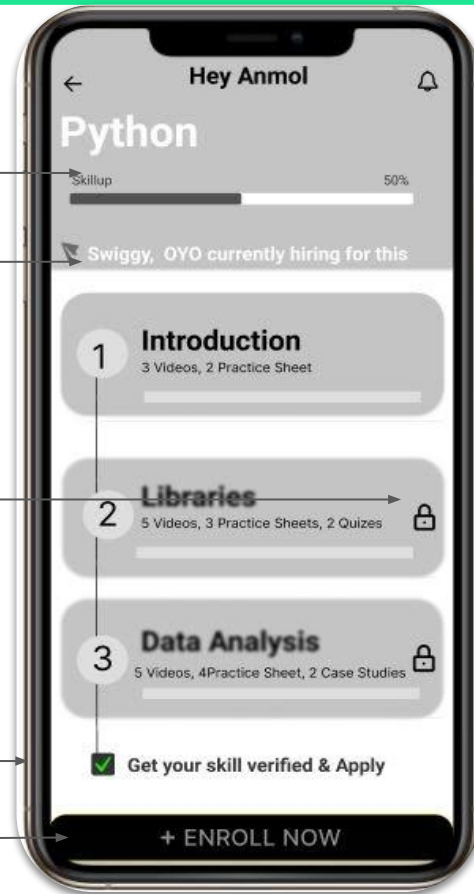 Hey Anmol
Python
Skillup 50%
Swiggy, OYO currently hiring for this
1
Introduction
3 Videos, 2 Practice Sheet
2
Libraries
5 Videos, 3 Practice Sheets, 2 Quizes
3
Data Analysis
5 Videos, 4Practice Sheet, 2 Case Studies
Get your skill verified & Apply
+ ENROLL NOW